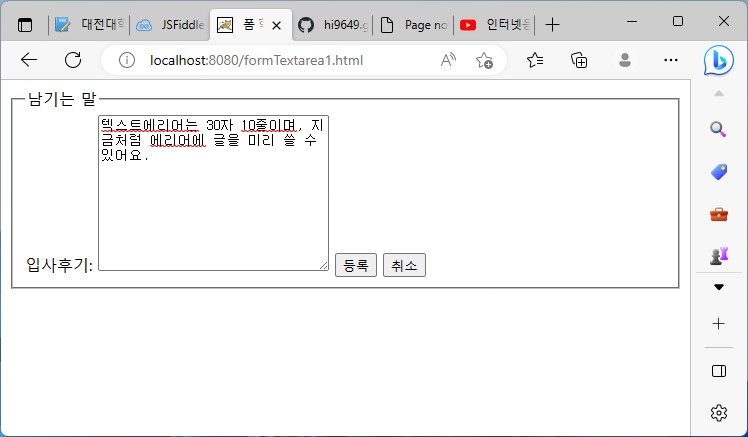 대전대학
JSFiddle
폼
hi9649.g
Page no
인터넷응
localhost:8080/formTextarea1.html
남기는 말
텍스트에리어는 30자 10줄이며, 지
금처럼 에리어에 글을 미리 쓸 수
있어요.
입사후기:
등록
취소